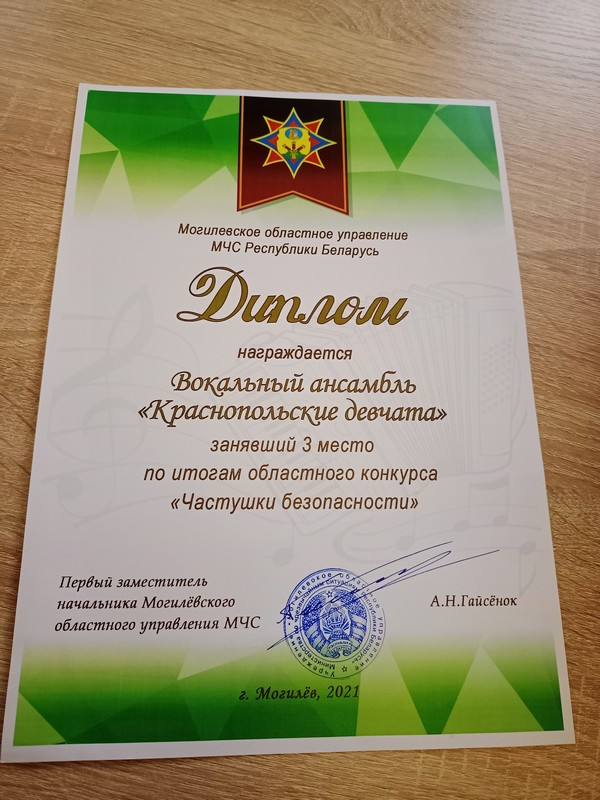 Могилевское областное управление
МЧС Республики Беларусь
Диплом
награждается
Вокальный ансамбль
«Краснопольские девчата»
занявший 3 место
по итогам областного конкурса
«Частушки безопасности»
Первый заместитель
начальника Могилёвского
областного управления МЧС
А.Н.Гайсёнок
г. Могилёв, 2021